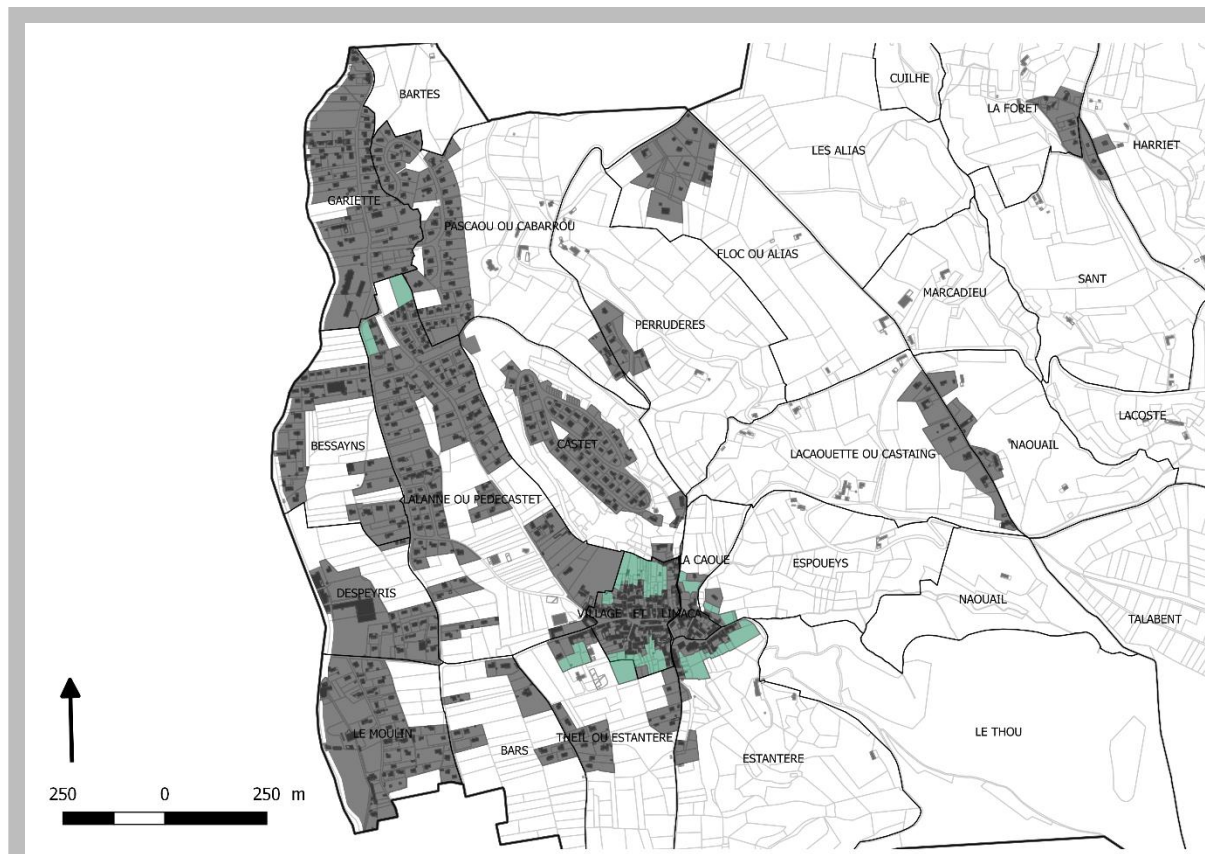 CUILHE
BARTES
LA FORET
HARRIET
LES ALIAS
GARIETTE
PASCAOU OU CABARROU
FLOC OU ALIAS
SANT
MARCADIEU
PERRUDERES
LACOSTE
BESSAYNS
CASTET
NAOUAIL
LACAOUETTE OU CASTAING
LALANNE OU PEDECASTET
LA CAOUE
ESPOUEYS
DESPEYRIS
NAOUAIL
VILLAGE ET LIMACA
TALABENT
LE MOULIN
THEIL OU ESTANTERE
LE THOU
BARS
ESTANTERE
250 0 250 m